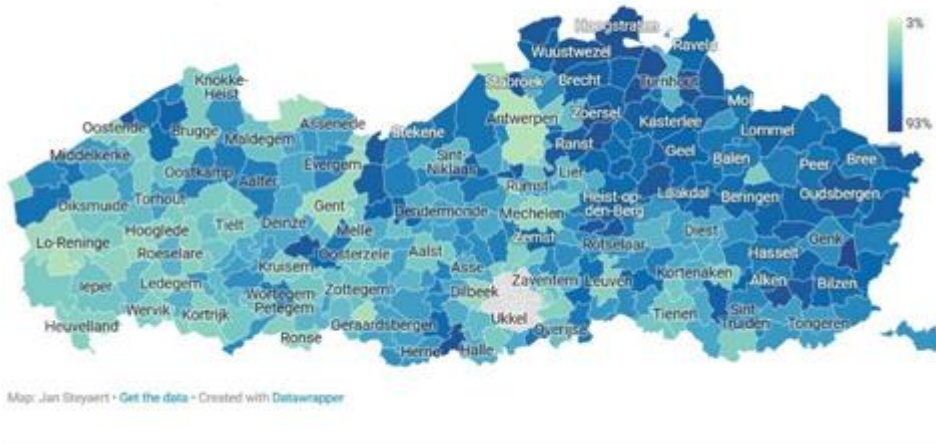 3%
93%
Hoogstraten
Ravels
Wuustwezel
Knokke-
Heist
Stabroek
Brecht
Turnhout
Mol
Oostende
Brugge
Assenede
Maldegem
Stekene
Antwerpen
Zoersel
Kasterlee
Lommel
Middelkerke
Oostkamp
Aalter
Evergem
Sint-
Niklaas
Ranst
Lier
Geel
Balen
Peer
Bree
Diksmuide
Torhout
Gent
Rumst
Heist-op-
den-Berg
Laakdal
Beringen
Oudsbergen
Hooglede
Tielt
Deinze
Melle
Dendermonde
Mechelen
Lo-Reninge
Roeselare
Oosterzele
Aalst
Zemst
Rotselaar
Diest
Genk
Hasselt
Ieper
Ledegem
Kruisem
Zottegem
Asse
Dilbeek
Zaventem
Leuven
Kortenaken
Alken
Bilzen
Wervik
Kortrijk
Wortegem-
Petegem
Heuvelland
Ronse
Geraardsbergen
Ukkel
Overijse
Tienen
Sint-
Truiden
Tongeren
Herne
Halle
Map: Jan Steyaert • Get the data • Created with Datawrapper